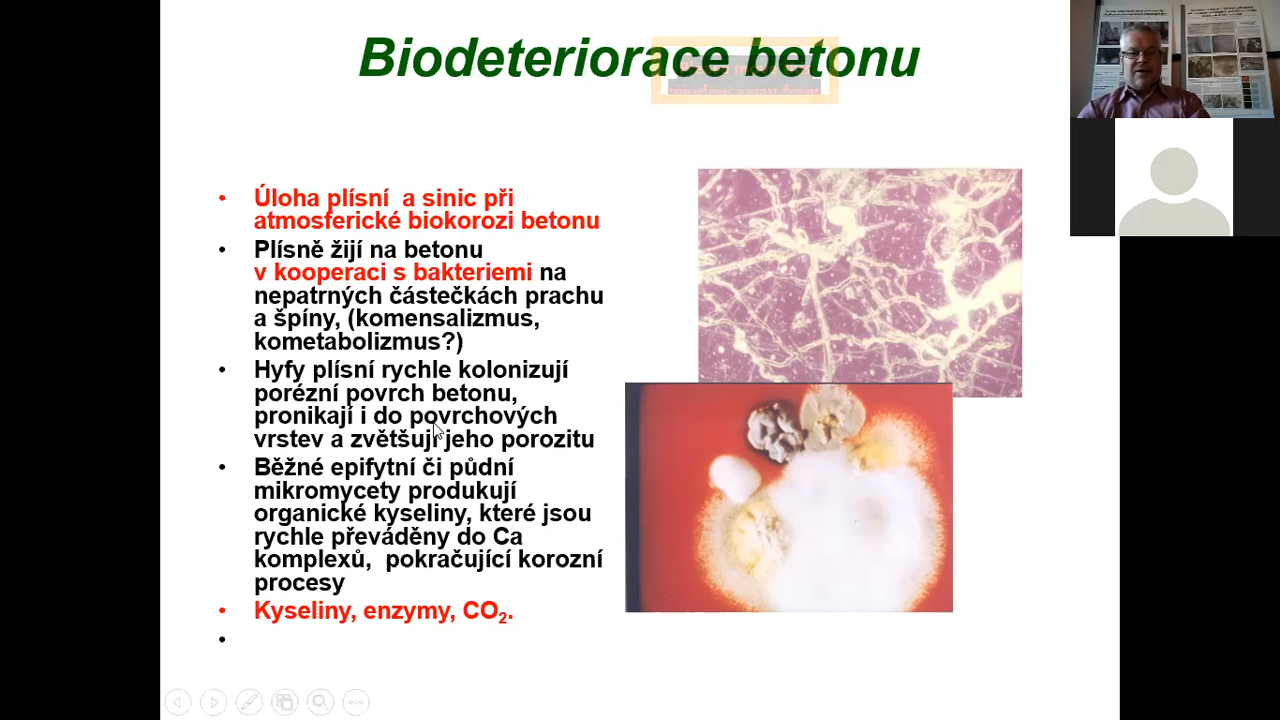 Biodeteriorace betonu
window away from
Úloha plísní a sinic při
atmosferické biokorozi betonu
Plísně žijí na betonu
v kooperaci s bakteriemi na
nepatrných částečkách prachu
a špíny, (komensalizmus,
kometabolizmus?)
Hyfy plísní rychle kolonizují
porézní povrch betonu,
pronikají i do povrchových
vrstev a zvětšují jeho porozitu
Běžné epifytní či půdní
mikromycety produkují
organické kyseliny, které jsou
rychle převáděny do Ca
komplexů, pokračující korozní
procesy
Kyseliny, enzymy, CO₂.